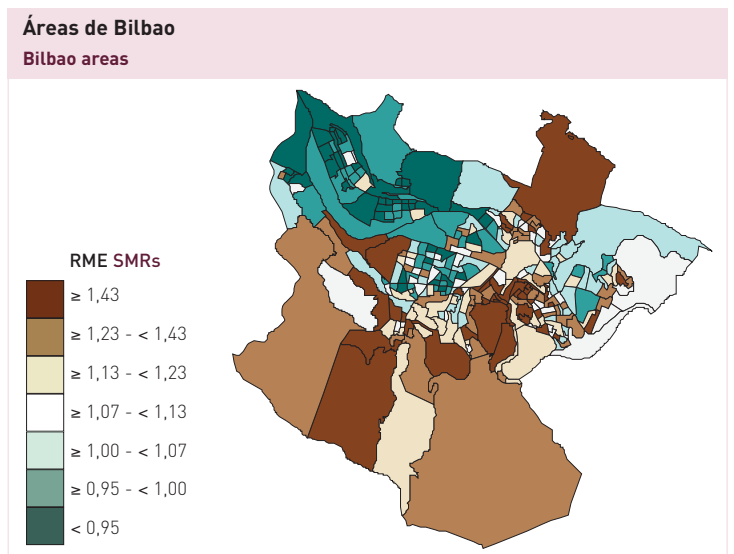 Áreas de Bilbao
Bilbao areas
RME SMRs
≥ 1,43
≥ 1,23 - < 1,43
≥ 1,13 - < 1,23
≥ 1,07 - < 1,13
≥ 1,00 - < 1,07
≥ 0,95 - < 1,00
< 0,95